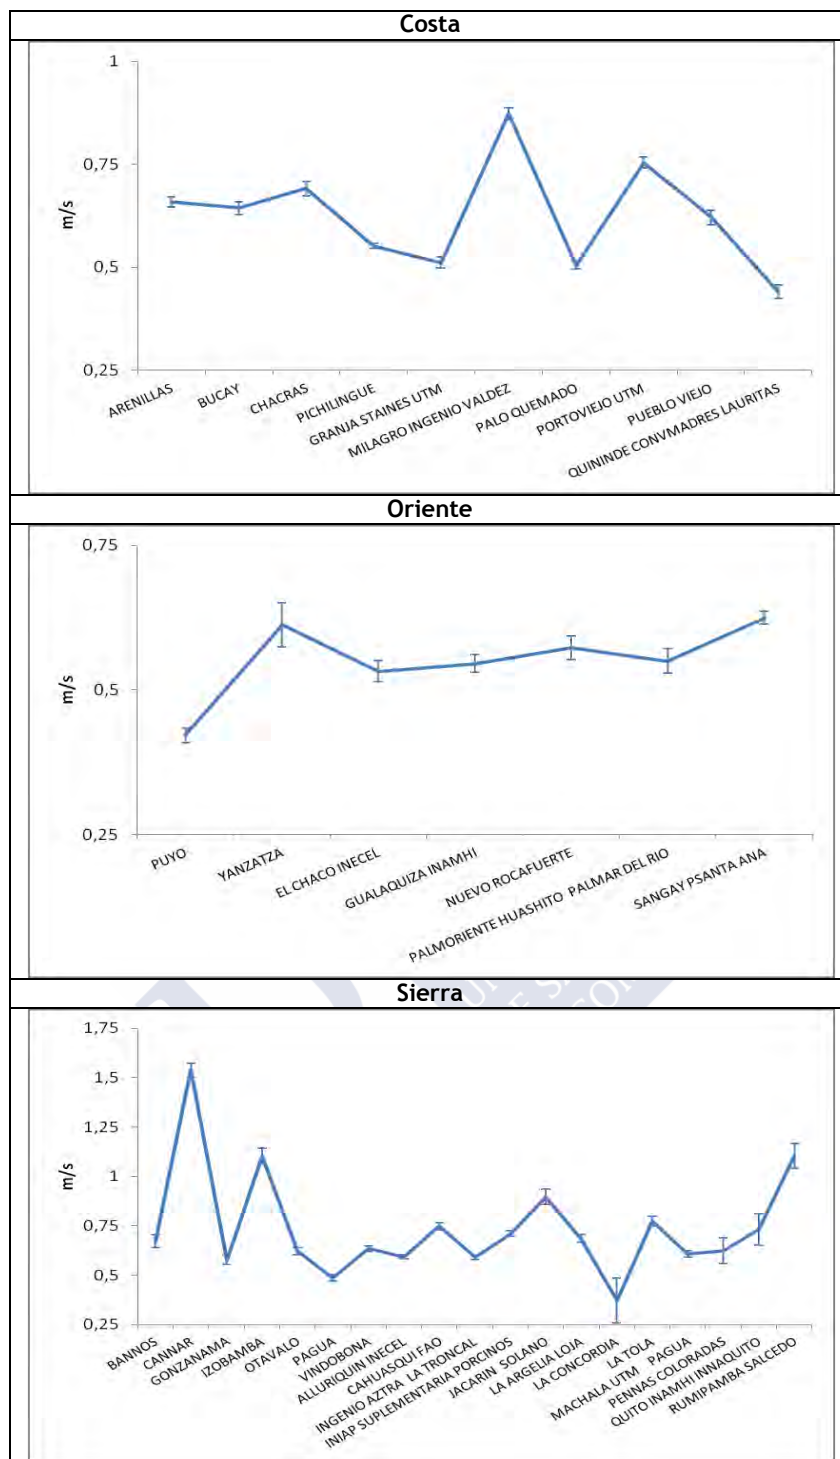 Costa
1
0,75
m/s
0,5
0,25
ARENILLAS
BUCAY
CHACRAS
PICHILINGUE
GRANJA STAINES UTM
MILAGRO INGENIO VALDEZ
PALO QUEMADO
PORTOVIEJO UTM
PUEBLO VIEJO
QUININDE CONVMADRES LAURITAS
Oriente
0,75
m/s
0,5
0,25
PUYO
YANZATZA
EL CHACO INECEL
GUALAQUIZA INAMHI
NUEVO ROCAFUERTE
PALMORIENTE HUASHITO PALMAR DEL RIO
SANGAY PSANTA ANA
Sierra
1,75
1,5
1,25
m/s
1
0,75
0,5
0,25
BANNOS
CANNAR
GONZANAMA
IZOBAMBA
OTAVALO
PAGUA
VINDOBONA
ALLURIQUIN INECEL
CAHUASQUI FAO
INGENIO AZTRA LA TRONCAL
INIAP SUPLEMENTARIA PORCINOS
JACARIN SOLANO
LA ARGELIA LOJA
LA CONCORDIA
LA TOLA
MACHALA UTM PAGUA
PENNAS COLORADAS
QUITO INAMHI INNAQUITO
RUMIPAMBA SALCEDO